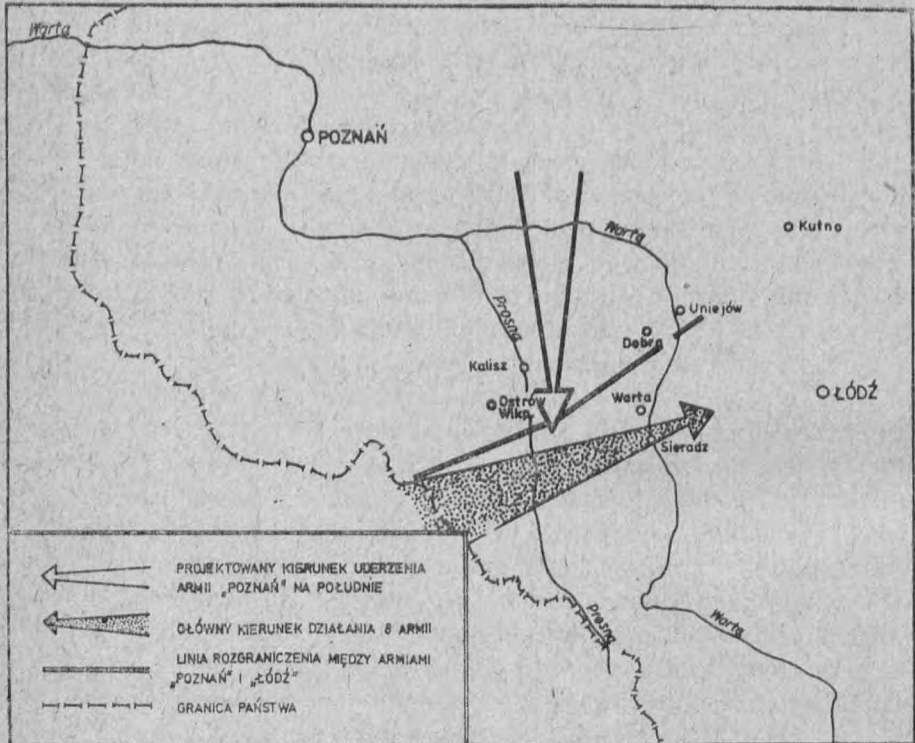 Warta
POZNAŃ
Warta
Kutno
Prosna
Uniejów
Dobra
Kalisz
Ostrów
Wlkp.
Warta
ŁÓDŹ
Sieradz
PROJEKTOWANY KIERUNEK UDERZENIA
ARMII „POZNAŃ” NA POŁUDNIE
GŁÓWNY KIERUNEK DZIAŁANIA 8 ARMII
LINIA ROZGRANICZENIA MIĘDZY ARMIAMI
„POZNAŃ” I „ŁÓDŹ”
GRANICA PAŃSTWA
Prosna
Warta